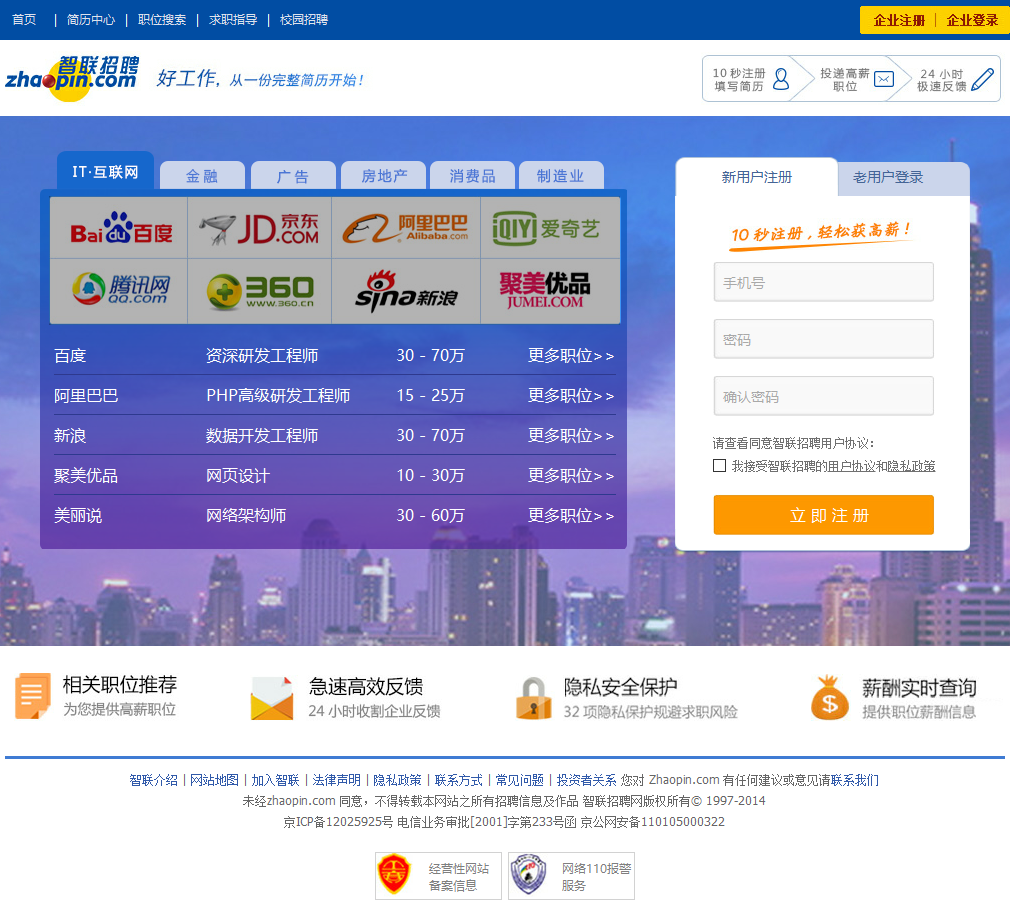 首页 | 简历中心 | 职位搜索 | 求职指导 | 校园招聘
企业注册 | 企业登录
智联招聘
zhaopin.com
好工作，从一份完整简历开始！
10 秒注册
填写简历
投递高薪
职位
24 小时
极速反馈
IT·互联网
金融
广告
房地产
消费品
制造业
Bai du 百度
JD.COM 京东
阿里巴巴 Alibaba.com
iQIYI 爱奇艺
腾讯网 QQ.com
360 www.360.cn
sina 新浪
聚美优品 JUMEI.COM
百度 资深研发工程师 30 - 70万 更多职位>>
阿里巴巴 PHP高级研发工程师 15 - 25万 更多职位>>
新浪 数据开发工程师 30 - 70万 更多职位>>
聚美优品 网页设计 10 - 30万 更多职位>>
美丽说 网络架构师 30 - 60万 更多职位>>
新用户注册
老用户登录
10 秒注册，轻松获高薪！
手机号
密码
确认密码
请查看同意智联招聘用户协议：
我接受智联招聘的用户协议和隐私政策
立即注册
相关职位推荐
为您提供高薪职位
急速高效反馈
24 小时收割企业反馈
隐私安全保护
32 项隐私保护规避求职风险
薪酬实时查询
提供职位薪酬信息
智联介绍 | 网站地图 | 加入智联 | 法律声明 | 隐私政策 | 联系方式 | 常见问题 | 投资者关系 您对 Zhaopin.com 有任何建议或意见请联系我们
未经zhaopin.com 同意，不得转载本网站之所有招聘信息及作品 智联招聘网版权所有© 1997-2014
京ICP备12025925号 电信业务审批[2001]字第233号函 京公网安备110105000322
经营性网站
备案信息
网络110报警
服务